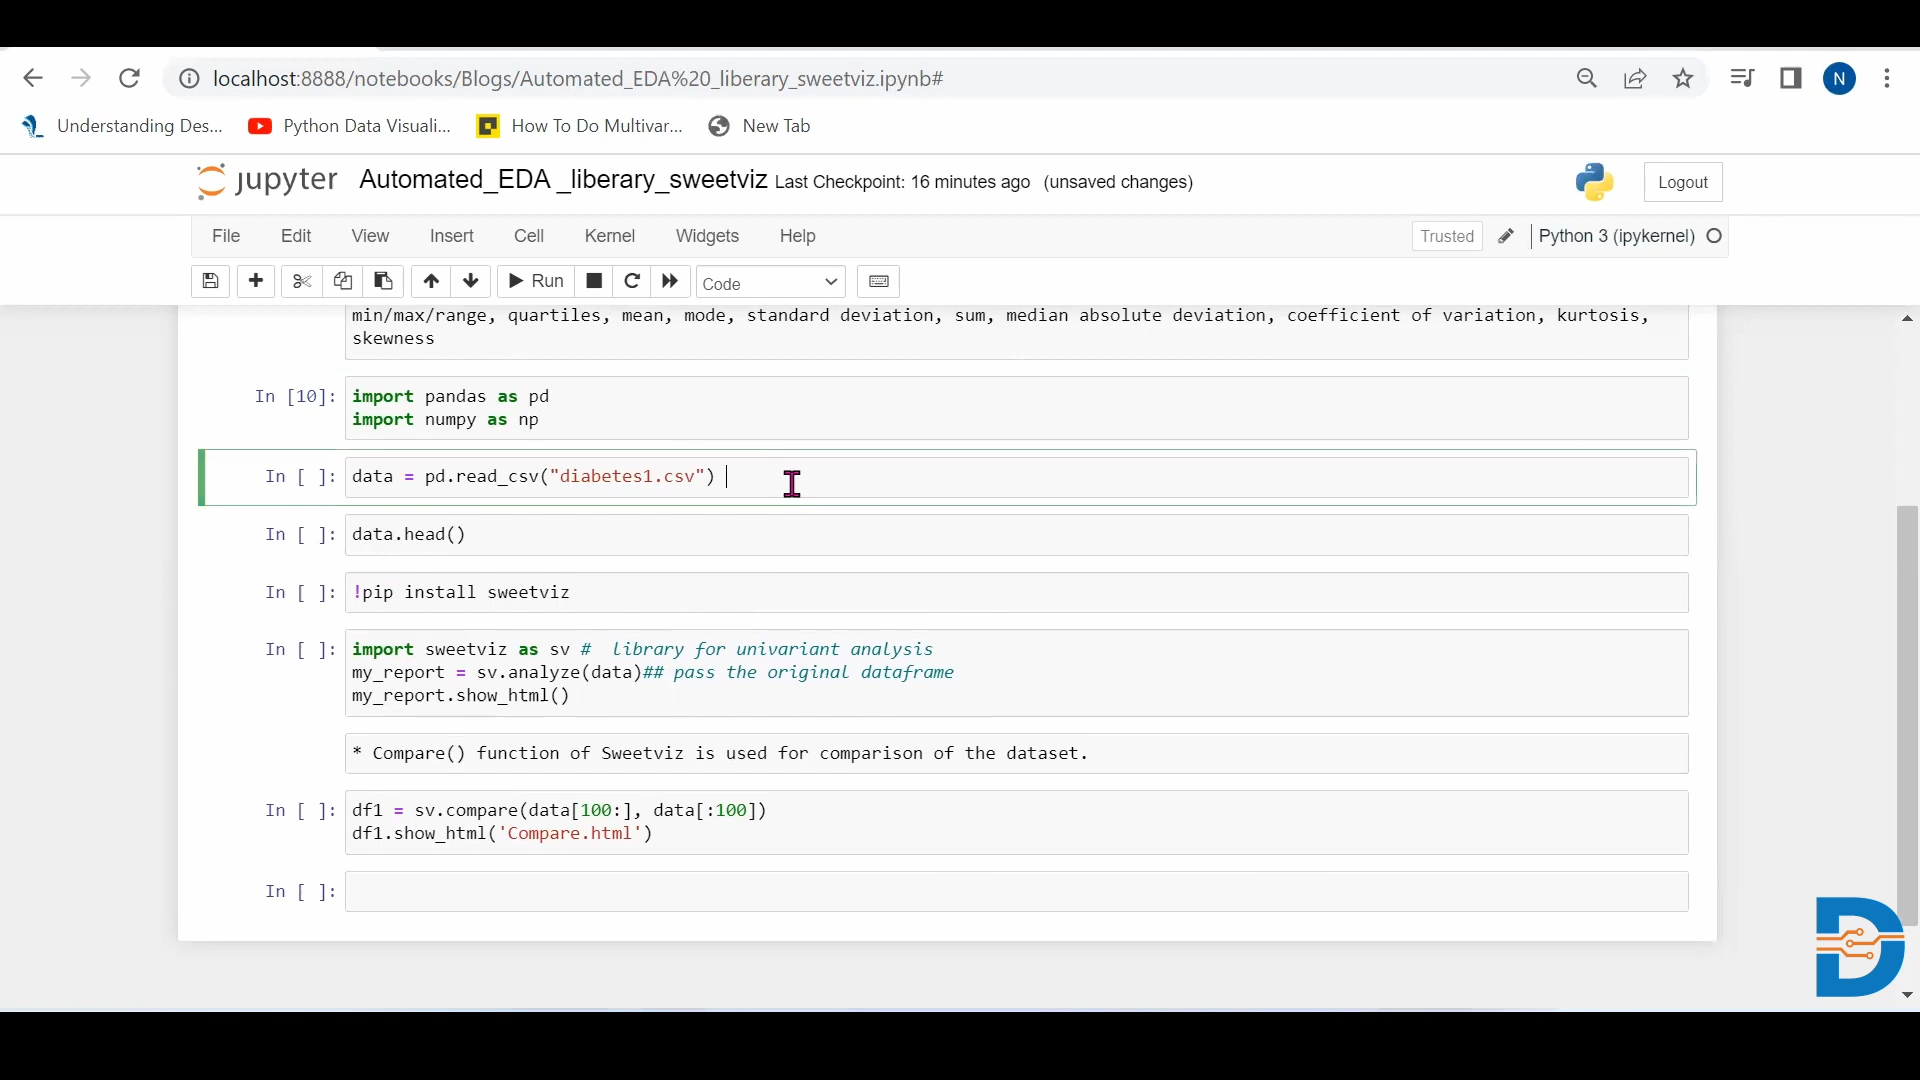 localhost:8888/notebooks/Blogs/Automated_EDA%20_liberary_sweetviz.ipynb#
N
Understanding Des...
Python Data Visuali...
How To Do Multivar...
New Tab
jupyter Automated_EDA _liberary_sweetviz Last Checkpoint: 16 minutes ago (unsaved changes)
Logout
File Edit View Insert Cell Kernel Widgets Help
Trusted
Python 3 (ipykernel)
Run
Code
min/max/range, quartiles, mean, mode, standard deviation, sum, median absolute deviation, coefficient of variation, kurtosis,
skewness
In [10]: import pandas as pd
import numpy as np
In [ ]: data = pd.read_csv("diabetes1.csv")
In [ ]: data.head()
In [ ]: !pip install sweetviz
In [ ]: import sweetviz as sv #  library for univariant analysis
my_report = sv.analyze(data)## pass the original dataframe
my_report.show_html()
* Compare() function of Sweetviz is used for comparison of the dataset.
In [ ]: df1 = sv.compare(data[100:], data[:100])
df1.show_html('Compare.html')
In [ ]:
D